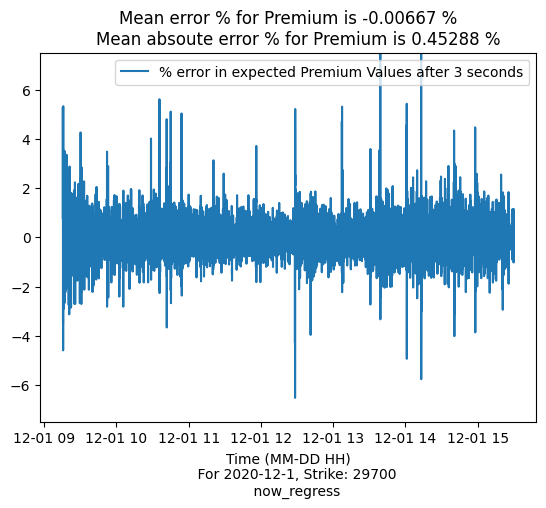 Mean error % for Premium is -0.00667 %
Mean absoute error % for Premium is 0.45288 %
% error in expected Premium Values after 3 seconds
6
4
2
0
−2
−4
−6
12-01 09 12-01 10 12-01 11 12-01 12 12-01 13 12-01 14 12-01 15
Time (MM-DD HH)
For 2020-12-1, Strike: 29700
now_regress